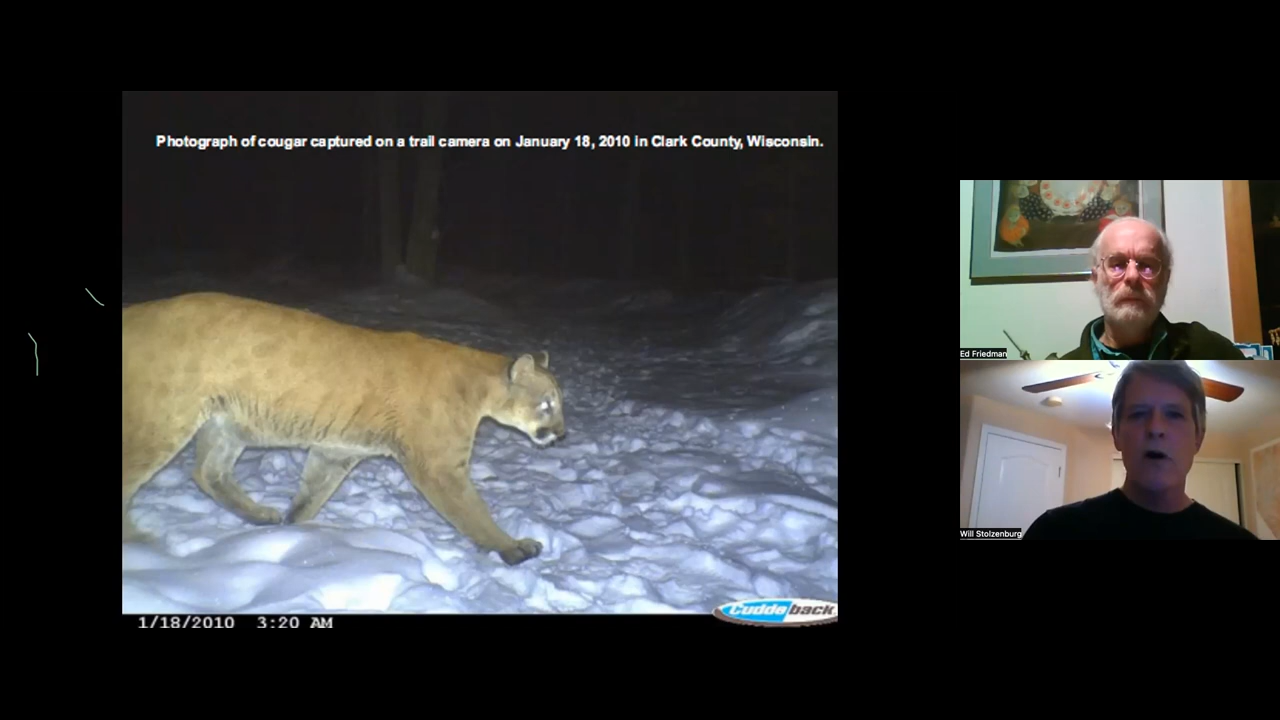 Photograph of cougar captured on a trail camera on January 18, 2010 in Clark County, Wisconsin.
Ed Friedman
Will Stolzenburg
Cuddeback
1/18/2010 3:20 AM